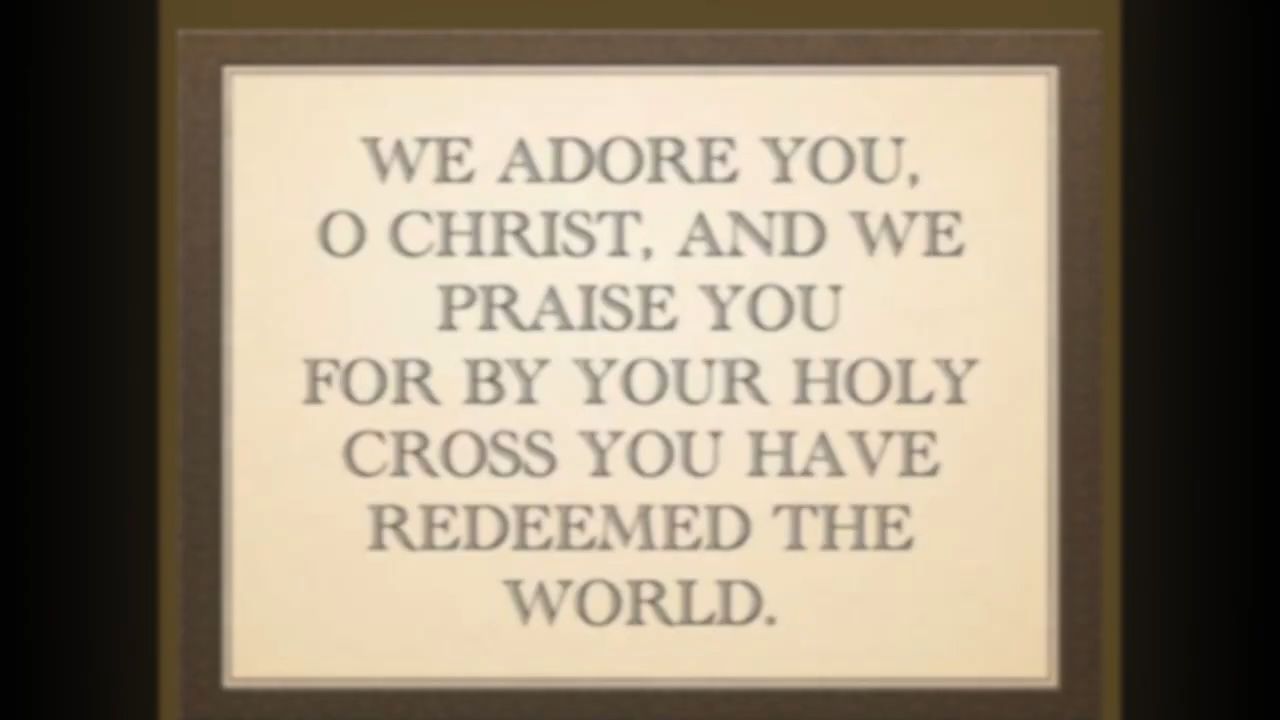 WE ADORE YOU,
O CHRIST, AND WE
PRAISE YOU
FOR BY YOUR HOLY
CROSS YOU HAVE
REDEEMED THE
WORLD.